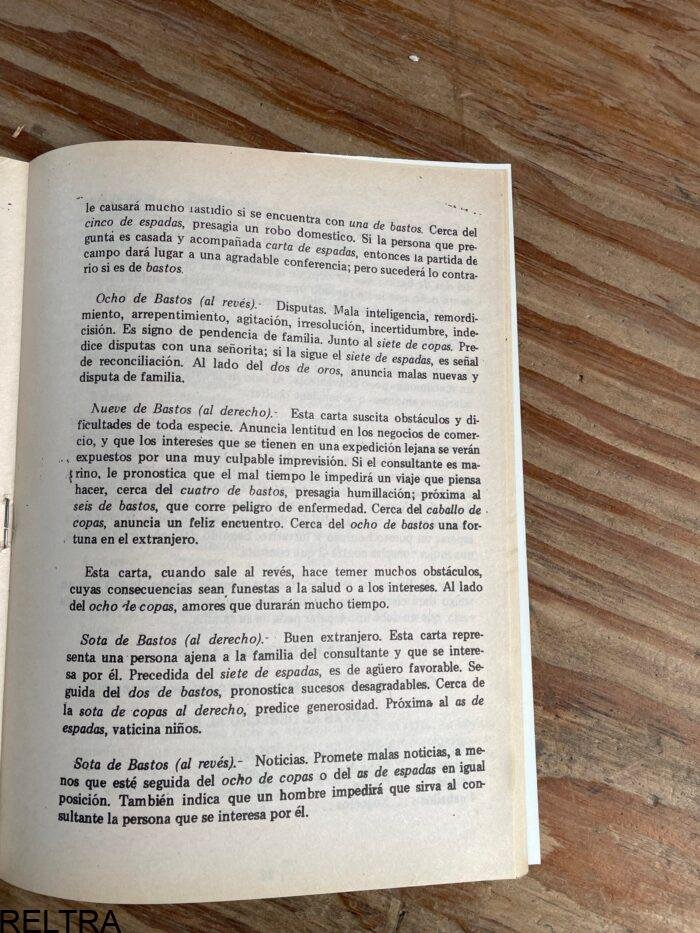 le causará mucho fastidio si se encuentra con una de bastos. Cerca del
cinco de espadas, presagia un robo domestico. Si la persona que pre-
gunta es casada y acompañada carta de espadas, entonces la partida de
campo dará lugar a una agradable conferencia; pero sucederá lo contra-
rio si es de bastos.
Ocho de Bastos (al revés).- Disputas. Mala inteligencia, remordi-
miento, arrepentimiento, agitación, irresolución, incertidumbre, inde-
cisión. Es signo de pendencia de familia. Junto al siete de copas. Pre-
dice disputas con una señorita; si la sigue el siete de espadas, es señal
de reconciliación. Al lado del dos de oros, anuncia malas nuevas y
disputa de familia.
Nueve de Bastos (al derecho).- Esta carta suscita obstáculos y di-
ficultades de toda especie. Anuncia lentitud en los negocios de comer-
cio, y que los intereses que se tienen en una expedición lejana se verán
expuestos por una muy culpable imprevisión. Si el consultante es ma-
rino, le pronostica que el mal tiempo le impedirá un viaje que piensa
hacer, cerca del cuatro de bastos, presagia humillación; próxima al
seis de bastos, que corre peligro de enfermedad. Cerca del caballo de
copas, anuncia un feliz encuentro. Cerca del ocho de bastos una for-
tuna en el extranjero.
Esta carta, cuando sale al revés, hace temer muchos obstáculos,
cuyas consecuencias sean funestas a la salud o a los intereses. Al lado
del ocho de copas, amores que durarán mucho tiempo.
Sota de Bastos (al derecho).- Buen extranjero. Esta carta repre-
senta una persona ajena a la familia del consultante y que se intere-
sa por él. Precedida del siete de espadas, es de agüero favorable. Se-
guida del dos de bastos, pronostica sucesos desagradables. Cerca de
la sota de copas al derecho, predice generosidad. Próxima al as de
espadas, vaticina niños.
Sota de Bastos (al revés).- Noticias. Promete malas noticias, a me-
nos que esté seguida del ocho de copas o del as de espadas en igual
posición. También indica que un hombre impedirá que sirva al con-
sultante la persona que se interesa por él.
RELTRA